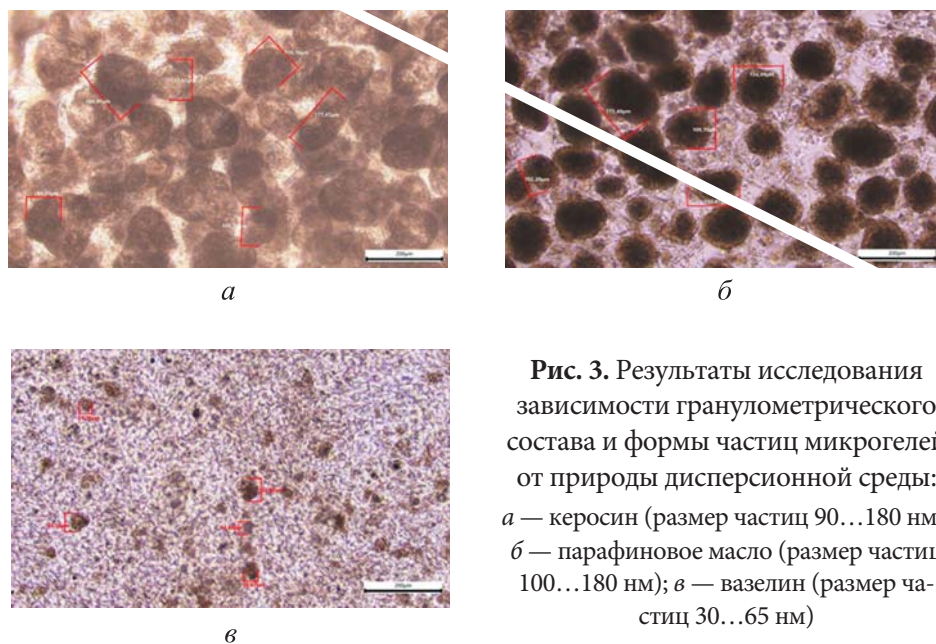 а
б
Рис. 3. Результаты исследования
зависимости гранулометрического
состава и формы частиц микрогелей
от природы дисперсионной среды:
а — керосин (размер частиц 90…180 нм
б — парафиновое масло (размер частиц
100…180 нм); в — вазелин (размер ча-
стиц 30…65 нм)
в